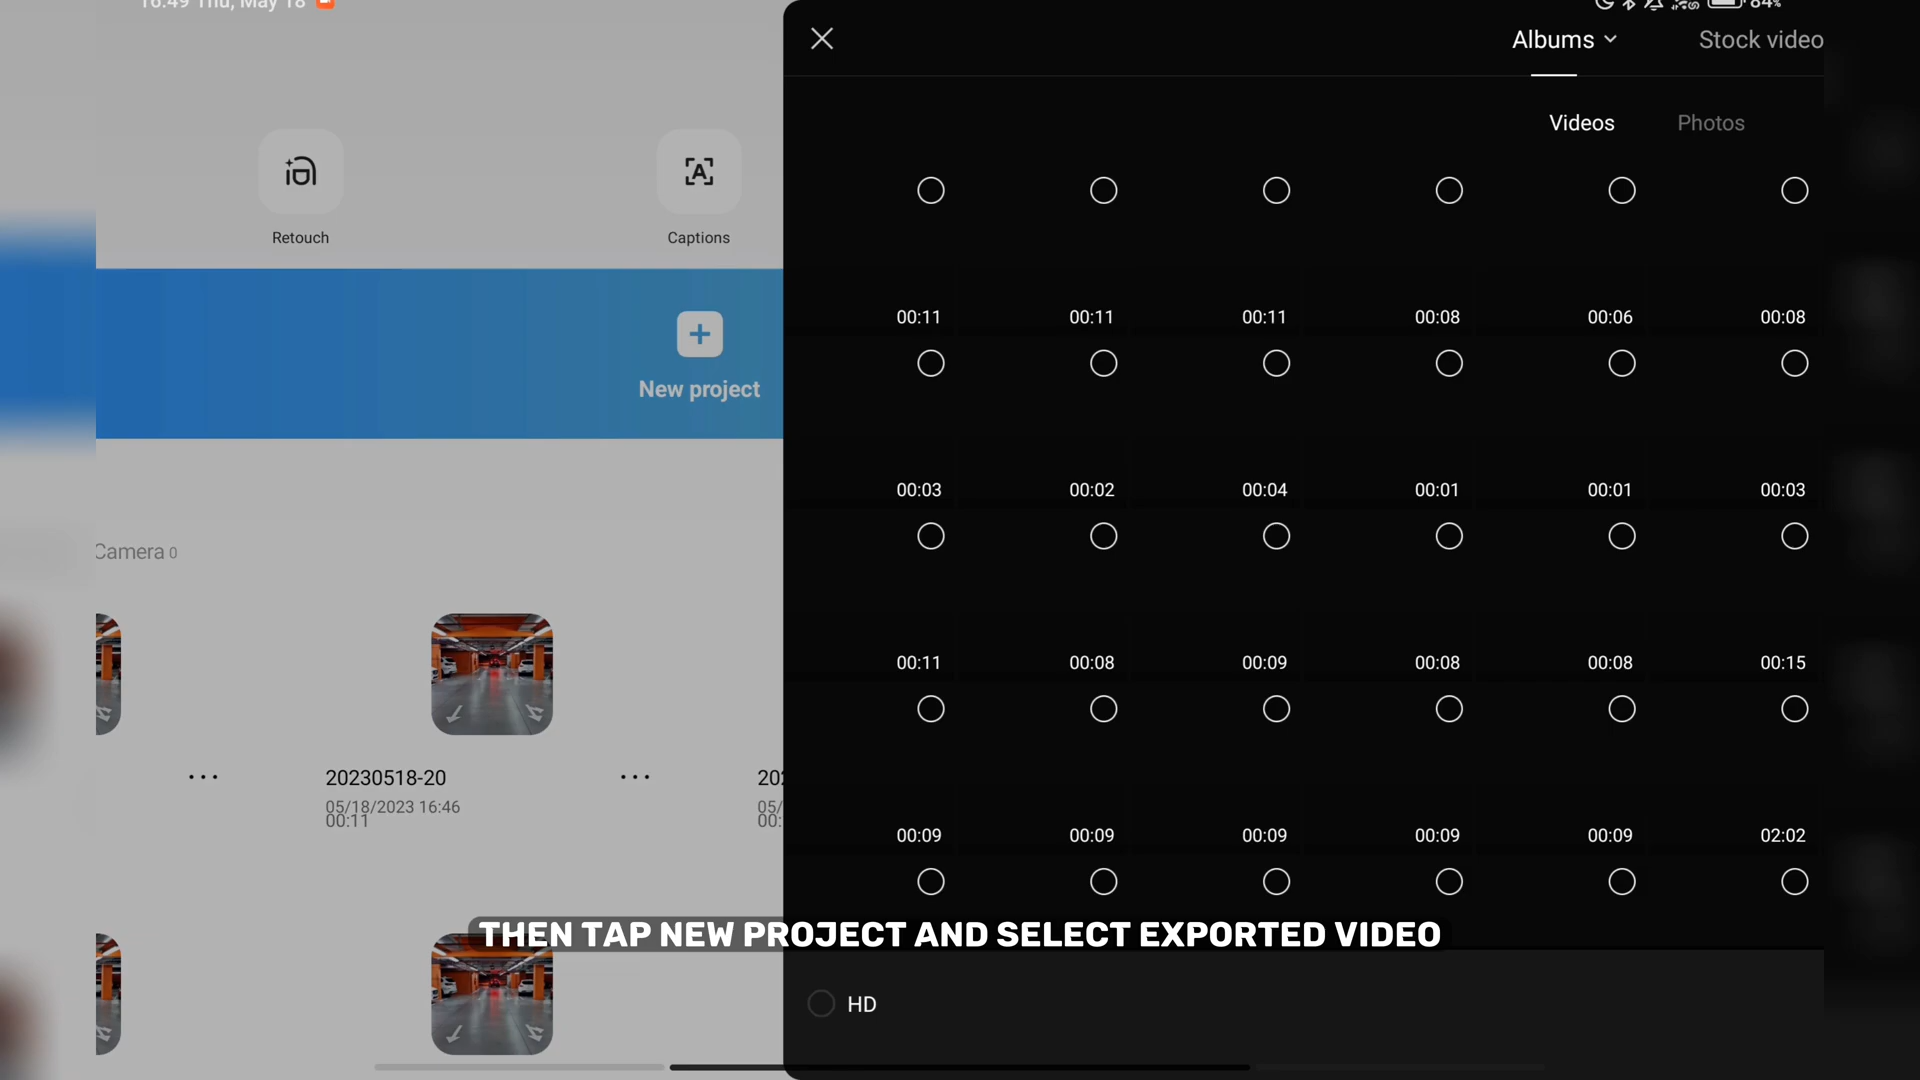 16:49 Thu, May 18
84%
Albums
Stock video
Videos
Photos
Retouch
Captions
New project
00:11 00:11 00:11 00:08 00:06 00:08
00:03 00:02 00:04 00:01 00:01 00:03
Camera 0
00:11 00:08 00:09 00:08 00:08 00:15
20230518-20
05/18/2023 16:46
00:11
202
05/
00:
00:09 00:09 00:09 00:09 00:09 02:02
THEN TAP NEW PROJECT AND SELECT EXPORTED VIDEO
HD